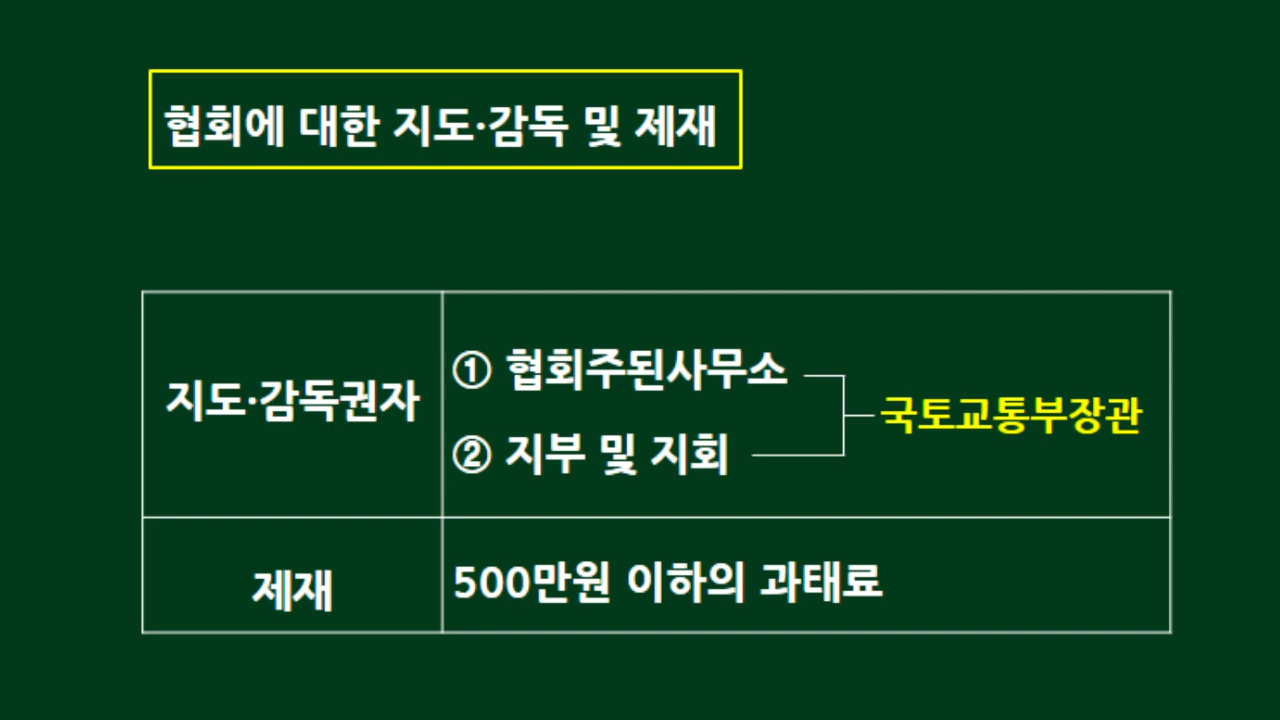 협회에 대한 지도·감독 및 제재
지도·감독권자
① 협회주된사무소
② 지부 및 지회
국토교통부장관
제재
500만원 이하의 과태료